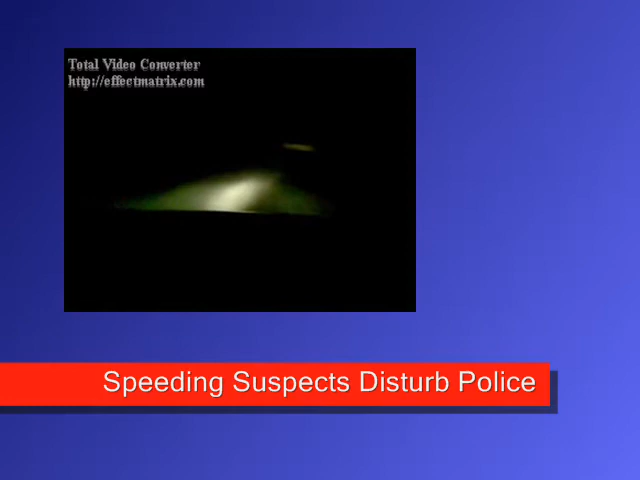 Total Video Converter
http://effectmatrix.com
Speeding Suspects Disturb Police